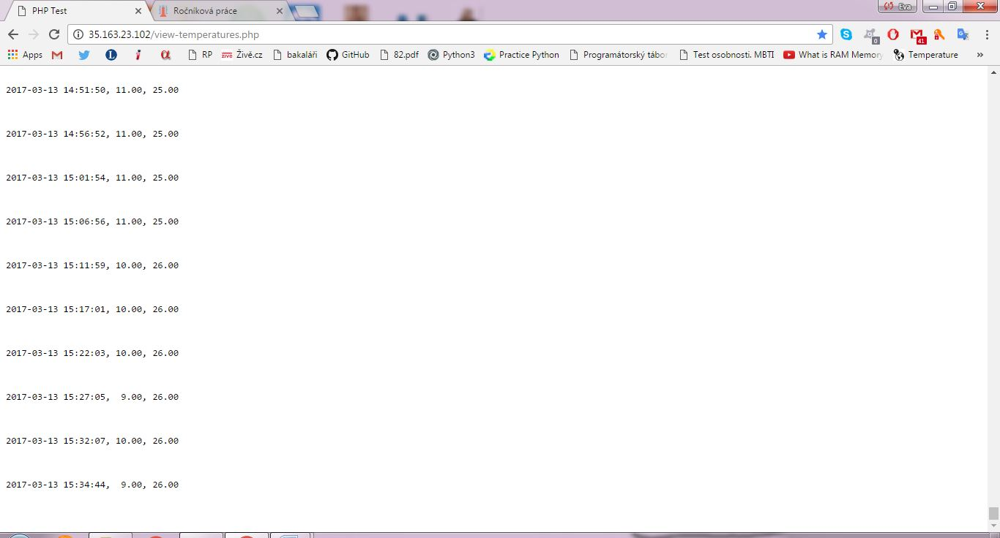 PHP Test
Ročníková práce
Eva
35.163.23.102/view-temperatures.php
0
41
Apps
RP
živě
Živě.cz
bakaláři
GitHub
82.pdf
Python3
Practice Python
Programátorský tábor
Test osobnosti. MBTI
What is RAM Memory
Temperature
2017-03-13 14:51:50, 11.00, 25.00
2017-03-13 14:56:52, 11.00, 25.00
2017-03-13 15:01:54, 11.00, 25.00
2017-03-13 15:06:56, 11.00, 25.00
2017-03-13 15:11:59, 10.00, 26.00
2017-03-13 15:17:01, 10.00, 26.00
2017-03-13 15:22:03, 10.00, 26.00
2017-03-13 15:27:05,  9.00, 26.00
2017-03-13 15:32:07, 10.00, 26.00
2017-03-13 15:34:44,  9.00, 26.00